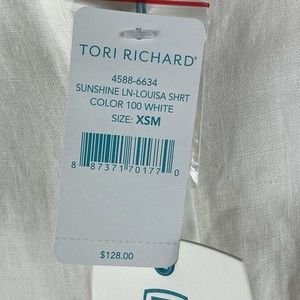 TORI RICHARD®
4588-6634
SUNSHINE LN-LOUISA SHRT
COLOR 100 WHITE
SIZE: XSM
8 87371 70177 0
$128.00